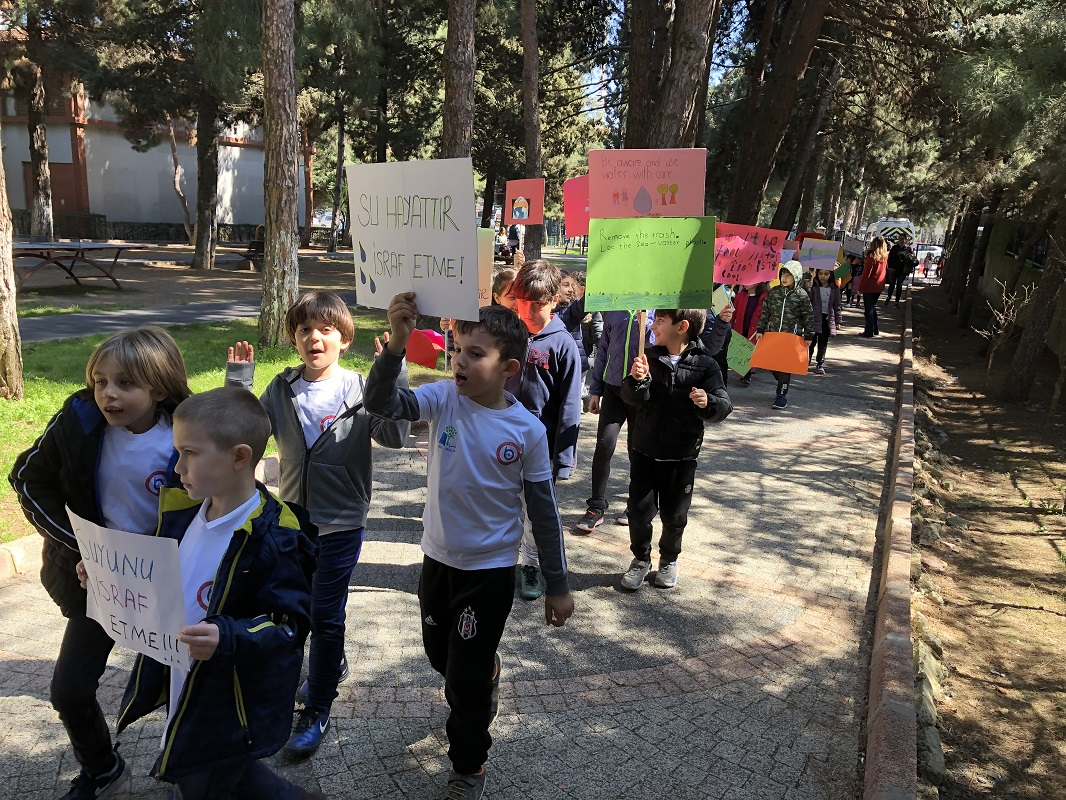 SU HAYATTIR
İSRAF ETME!
Be aware and use
water with care.
Remove the trash.
Let the sea-water
SUYUNU
İSRAF
ETME!!!